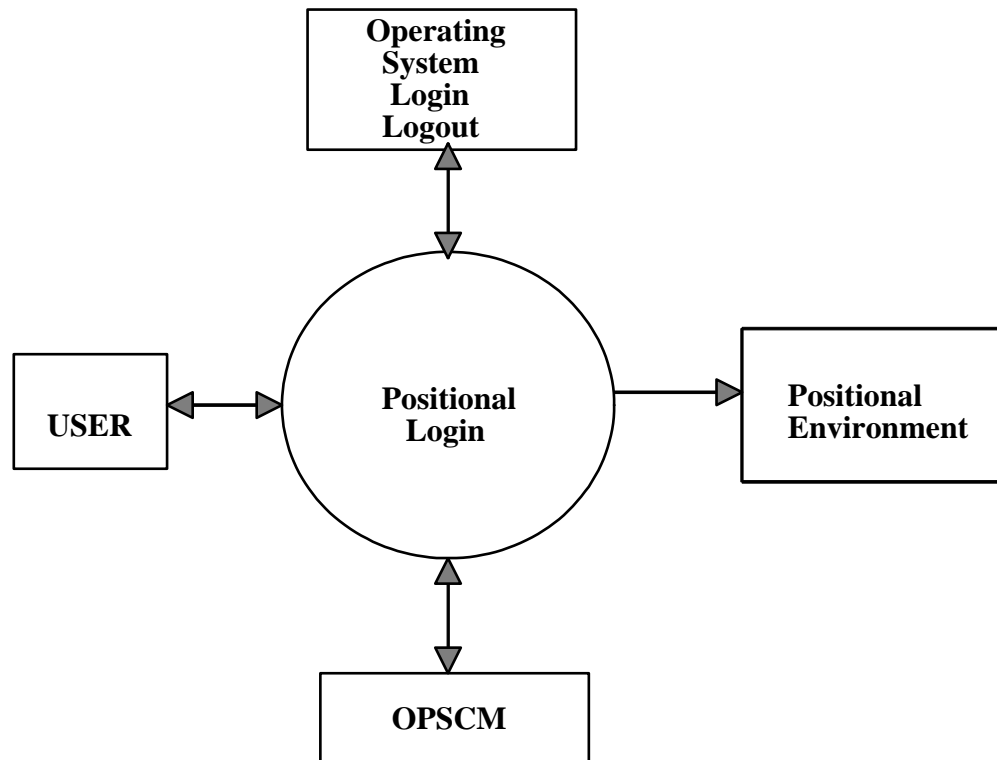 Operating
System
Login
Logout
USER
Positional
Login
Positional
Environment
OPSCM